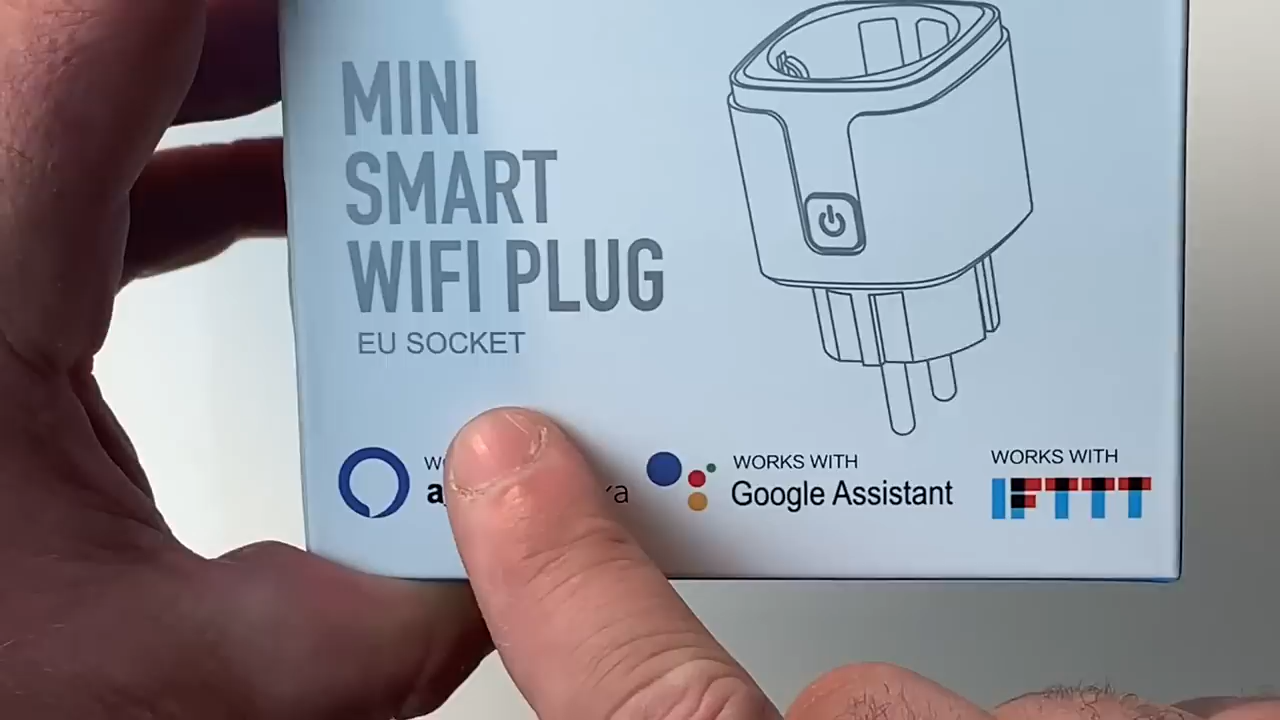 MINI
SMART
WIFI PLUG
EU SOCKET
WORKS WITH
Google Assistant
WORKS WITH
IFTTT